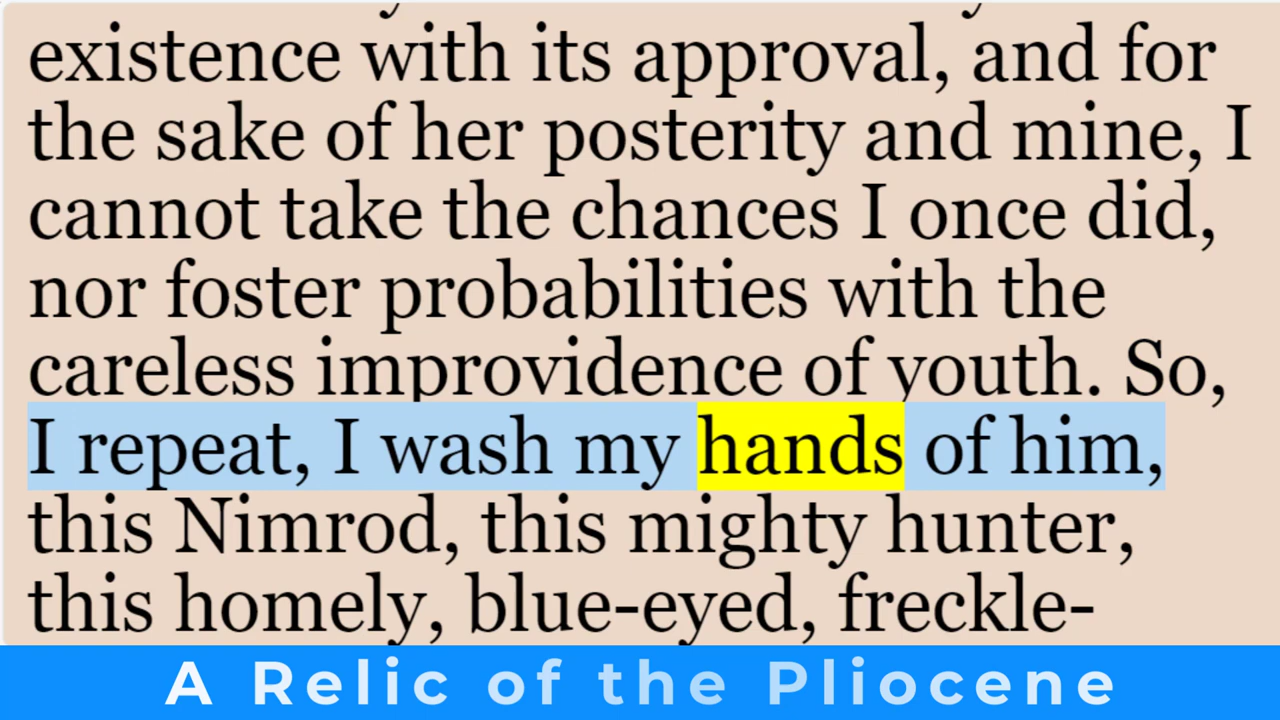 existence with its approval, and for
the sake of her posterity and mine, I
cannot take the chances I once did,
nor foster probabilities with the
careless improvidence of youth. So,
I repeat, I wash my hands of him,
this Nimrod, this mighty hunter,
this homely, blue-eyed, freckle-
A Relic of the Pliocene